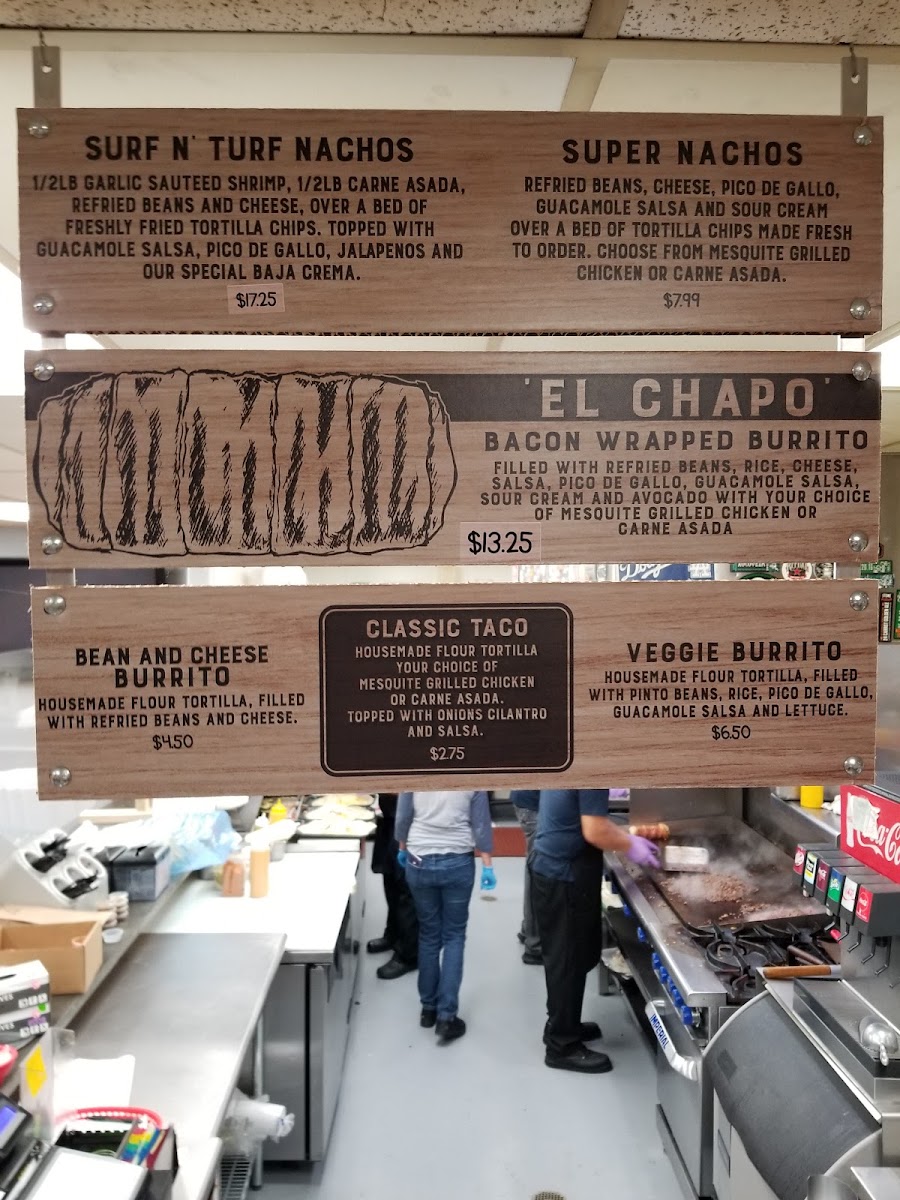 SURF N' TURF NACHOS
1/2LB GARLIC SAUTEED SHRIMP, 1/2LB CARNE ASADA,
REFRIED BEANS AND CHEESE, OVER A BED OF
FRESHLY FRIED TORTILLA CHIPS. TOPPED WITH
GUACAMOLE SALSA, PICO DE GALLO, JALAPENOS AND
OUR SPECIAL BAJA CREMA.
$17.25
SUPER NACHOS
REFRIED BEANS, CHEESE, PICO DE GALLO,
GUACAMOLE SALSA AND SOUR CREAM
OVER A BED OF TORTILLA CHIPS MADE FRESH
TO ORDER. CHOOSE FROM MESQUITE GRILLED
CHICKEN OR CARNE ASADA.
$7.99
'EL CHAPO'
BACON WRAPPED BURRITO
FILLED WITH REFRIED BEANS, RICE, CHEESE,
SALSA, PICO DE GALLO, GUACAMOLE SALSA,
SOUR CREAM AND AVOCADO WITH YOUR CHOICE
OF MESQUITE GRILLED CHICKEN OR
CARNE ASADA
$13.25
BEAN AND CHEESE
BURRITO
HOUSEMADE FLOUR TORTILLA, FILLED
WITH REFRIED BEANS AND CHEESE.
$4.50
CLASSIC TACO
HOUSEMADE FLOUR TORTILLA
YOUR CHOICE OF
MESQUITE GRILLED CHICKEN
OR CARNE ASADA.
TOPPED WITH ONIONS CILANTRO
AND SALSA.
$2.75
VEGGIE BURRITO
HOUSEMADE FLOUR TORTILLA, FILLED
WITH PINTO BEANS, RICE, PICO DE GALLO,
GUACAMOLE SALSA AND LETTUCE.
$6.50
IMPERIAL